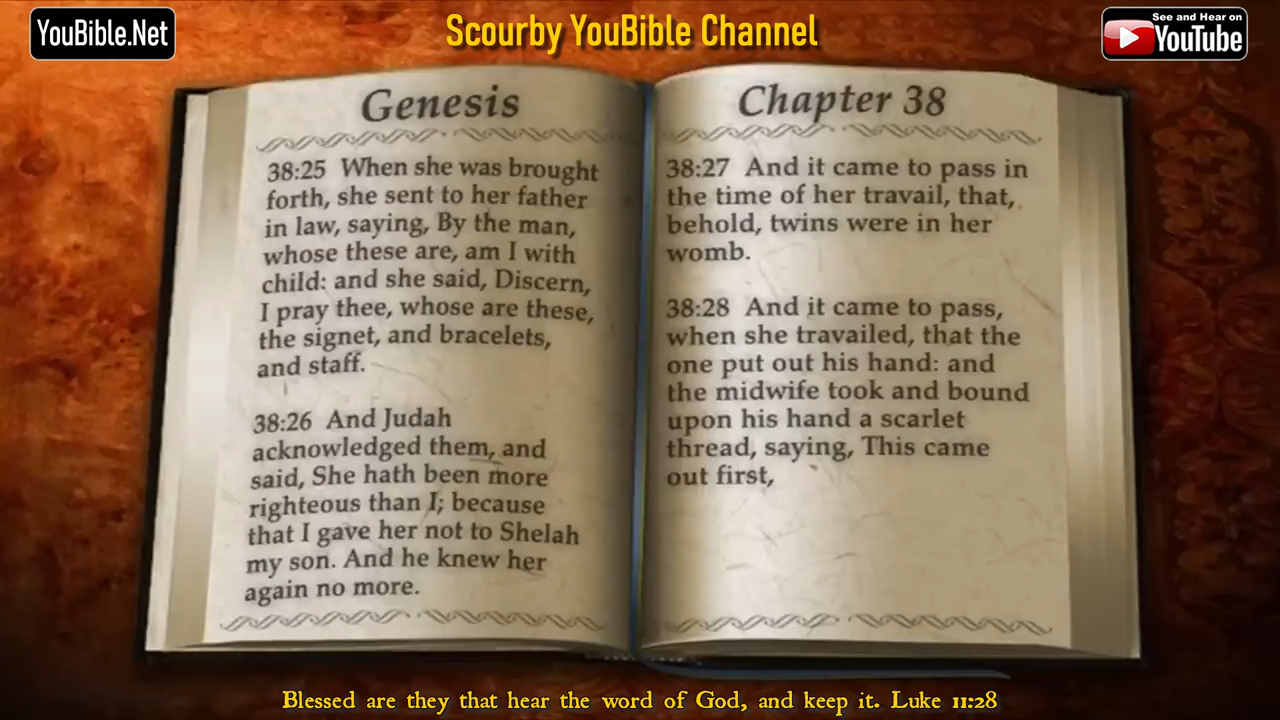 YouBible.Net
Scourby YouBible Channel
See and Hear on
YouTube
Genesis
38:25 When she was brought
forth, she sent to her father
in law, saying, By the man,
whose these are, am I with
child: and she said, Discern,
I pray thee, whose are these,
the signet, and bracelets,
and staff.
38:26 And Judah
acknowledged them, and
said, She hath been more
righteous than I; because
that I gave her not to Shelah
my son. And he knew her
again no more.
Chapter 38
38:27 And it came to pass in
the time of her travail, that,
behold, twins were in her
womb.
38:28 And it came to pass,
when she travailed, that the
one put out his hand: and
the midwife took and bound
upon his hand a scarlet
thread, saying, This came
out first,
Blessed are they that hear the word of God, and keep it. Luke 11:28